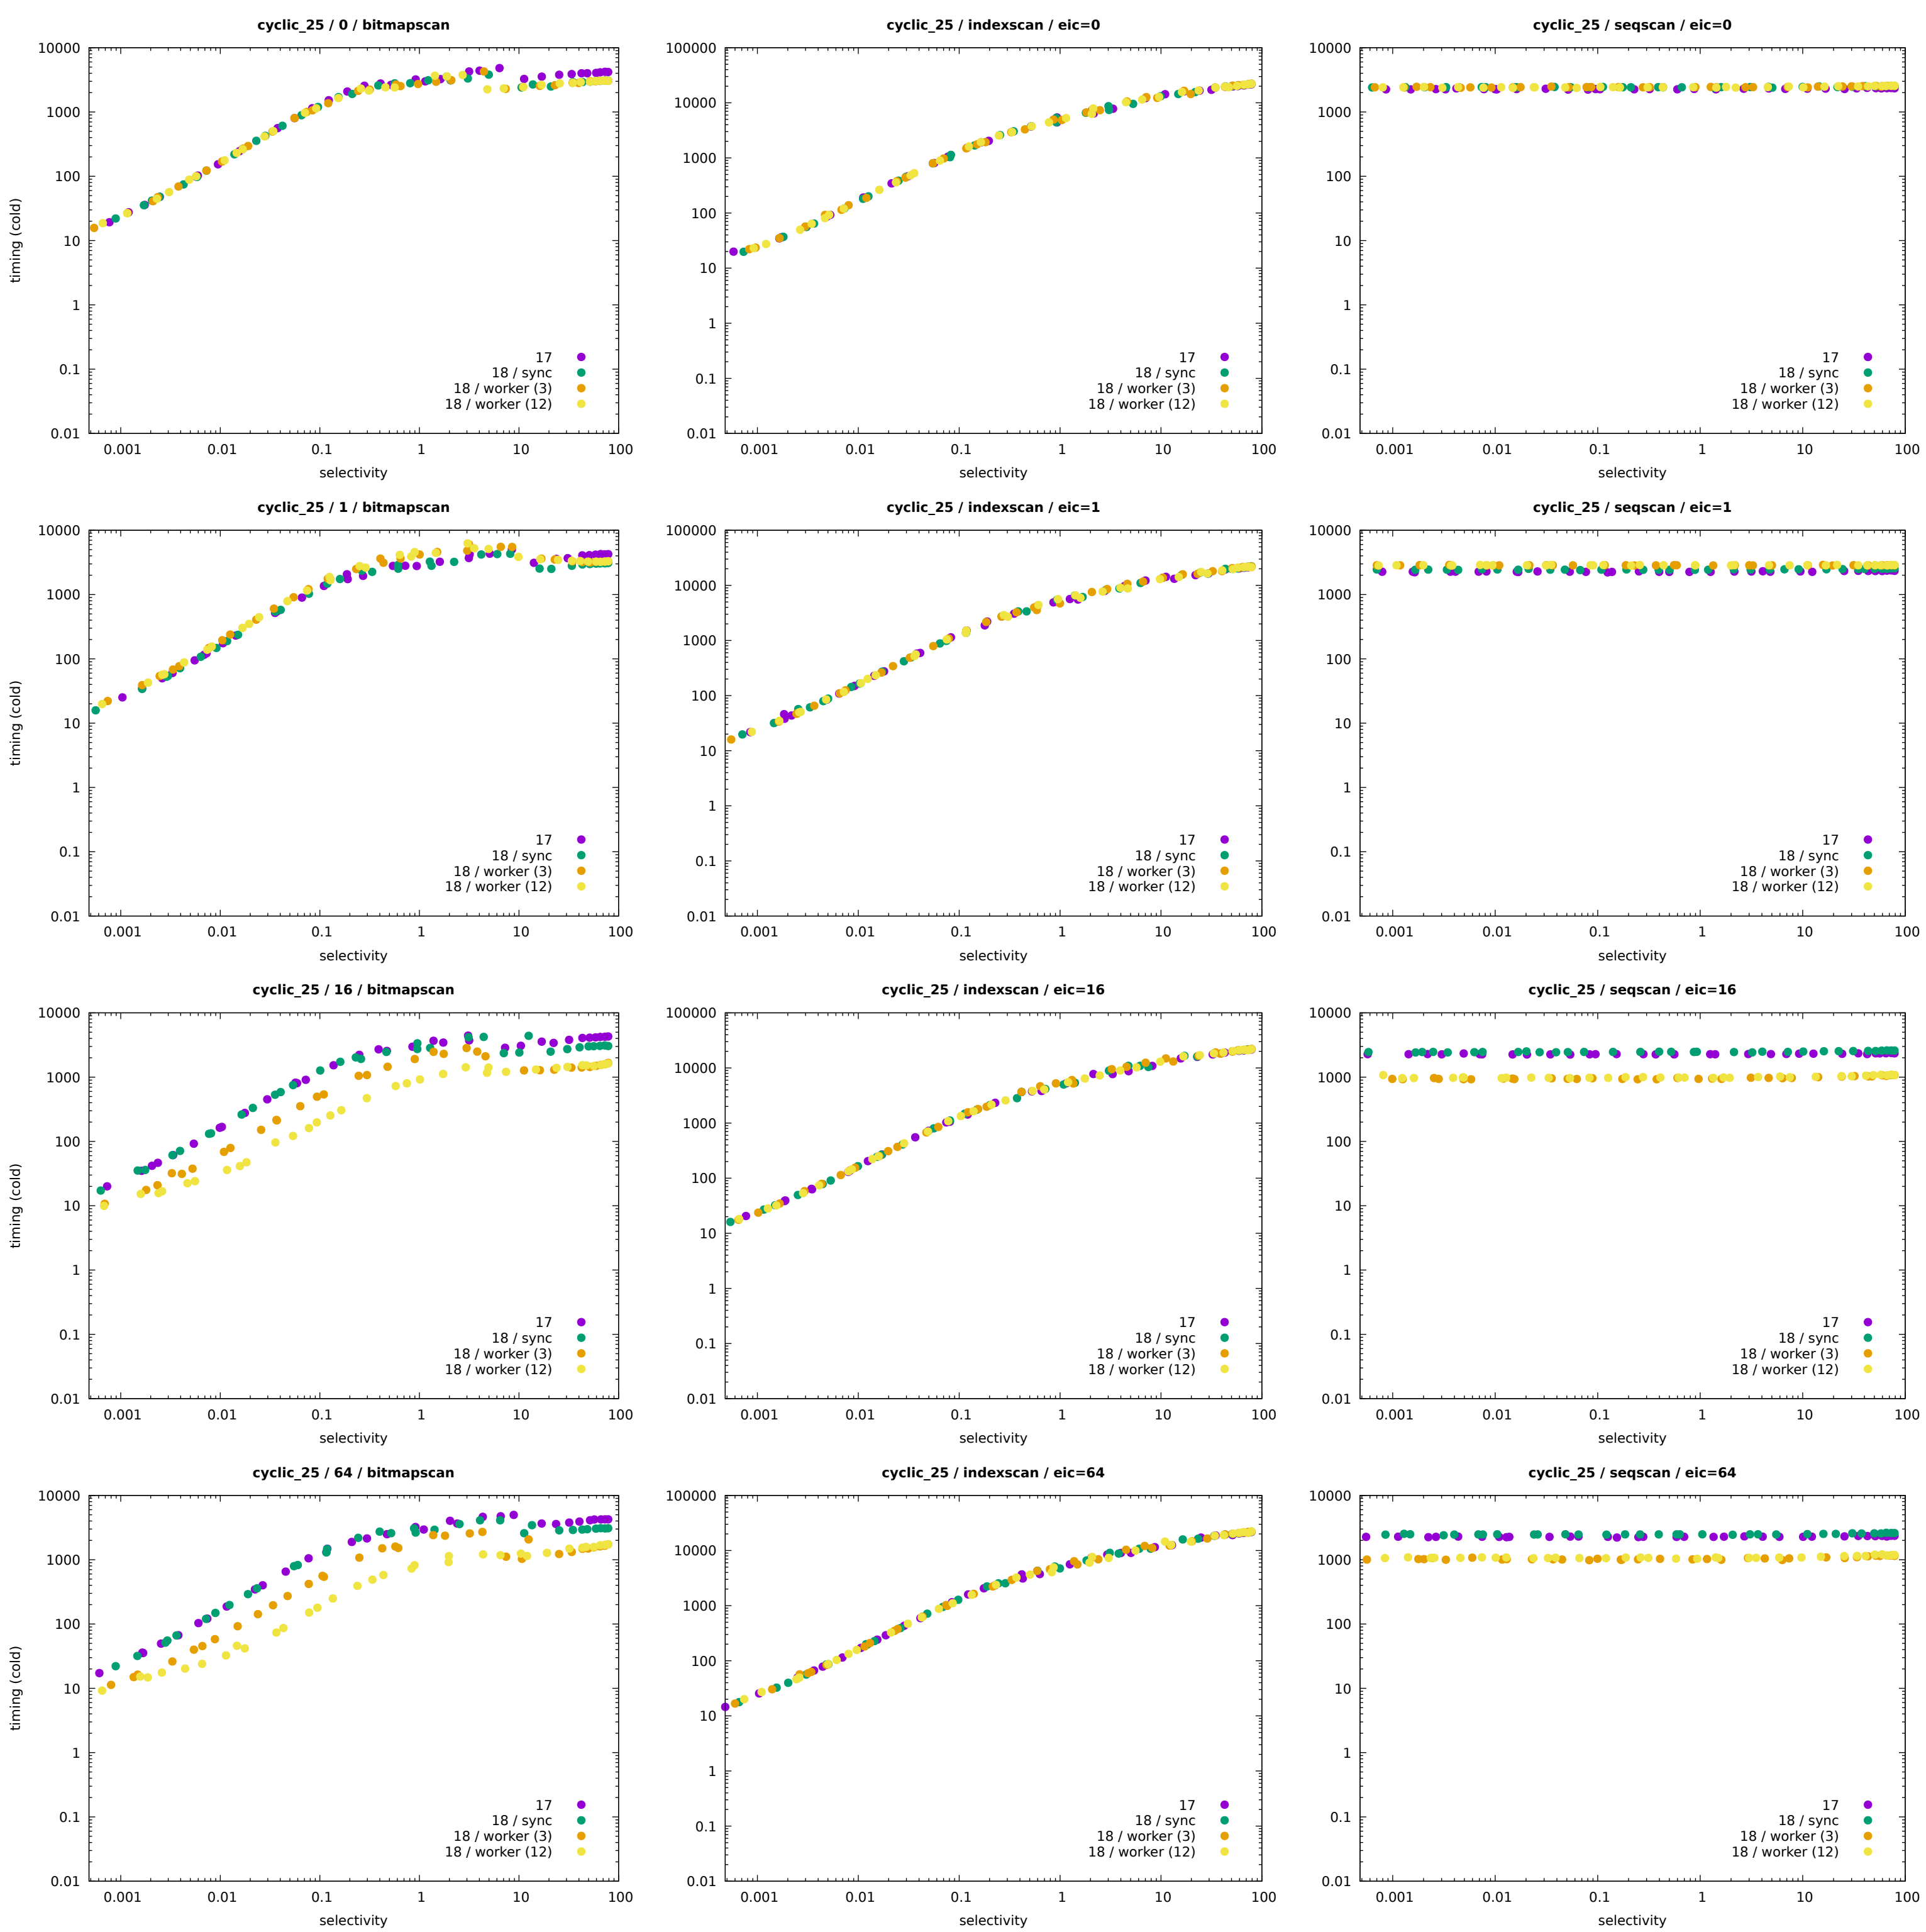 cyclic_25 / 0 / bitmapscan
10000
1000
100
10
1
0.1
0.01
timing (cold)
17
18 / sync
18 / worker (3)
18 / worker (12)
0.001 0.01 0.1 1 10 100
selectivity
cyclic_25 / indexscan / eic=0
100000
10000
1000
100
10
1
0.1
0.01
17
18 / sync
18 / worker (3)
18 / worker (12)
0.001 0.01 0.1 1 10 100
selectivity
cyclic_25 / seqscan / eic=0
10000
1000
100
10
1
0.1
0.01
17
18 / sync
18 / worker (3)
18 / worker (12)
0.001 0.01 0.1 1 10 100
selectivity
cyclic_25 / 1 / bitmapscan
10000
1000
100
10
1
0.1
0.01
timing (cold)
17
18 / sync
18 / worker (3)
18 / worker (12)
0.001 0.01 0.1 1 10 100
selectivity
cyclic_25 / indexscan / eic=1
100000
10000
1000
100
10
1
0.1
0.01
17
18 / sync
18 / worker (3)
18 / worker (12)
0.001 0.01 0.1 1 10 100
selectivity
cyclic_25 / seqscan / eic=1
10000
1000
100
10
1
0.1
0.01
17
18 / sync
18 / worker (3)
18 / worker (12)
0.001 0.01 0.1 1 10 100
selectivity
cyclic_25 / 16 / bitmapscan
10000
1000
100
10
1
0.1
0.01
timing (cold)
17
18 / sync
18 / worker (3)
18 / worker (12)
0.001 0.01 0.1 1 10 100
selectivity
cyclic_25 / indexscan / eic=16
100000
10000
1000
100
10
1
0.1
0.01
17
18 / sync
18 / worker (3)
18 / worker (12)
0.001 0.01 0.1 1 10 100
selectivity
cyclic_25 / seqscan / eic=16
10000
1000
100
10
1
0.1
0.01
17
18 / sync
18 / worker (3)
18 / worker (12)
0.001 0.01 0.1 1 10 100
selectivity
cyclic_25 / 64 / bitmapscan
10000
1000
100
10
1
0.1
0.01
timing (cold)
17
18 / sync
18 / worker (3)
18 / worker (12)
0.001 0.01 0.1 1 10 100
selectivity
cyclic_25 / indexscan / eic=64
100000
10000
1000
100
10
1
0.1
0.01
17
18 / sync
18 / worker (3)
18 / worker (12)
0.001 0.01 0.1 1 10 100
selectivity
cyclic_25 / seqscan / eic=64
10000
1000
100
10
1
0.1
0.01
17
18 / sync
18 / worker (3)
18 / worker (12)
0.001 0.01 0.1 1 10 100
selectivity